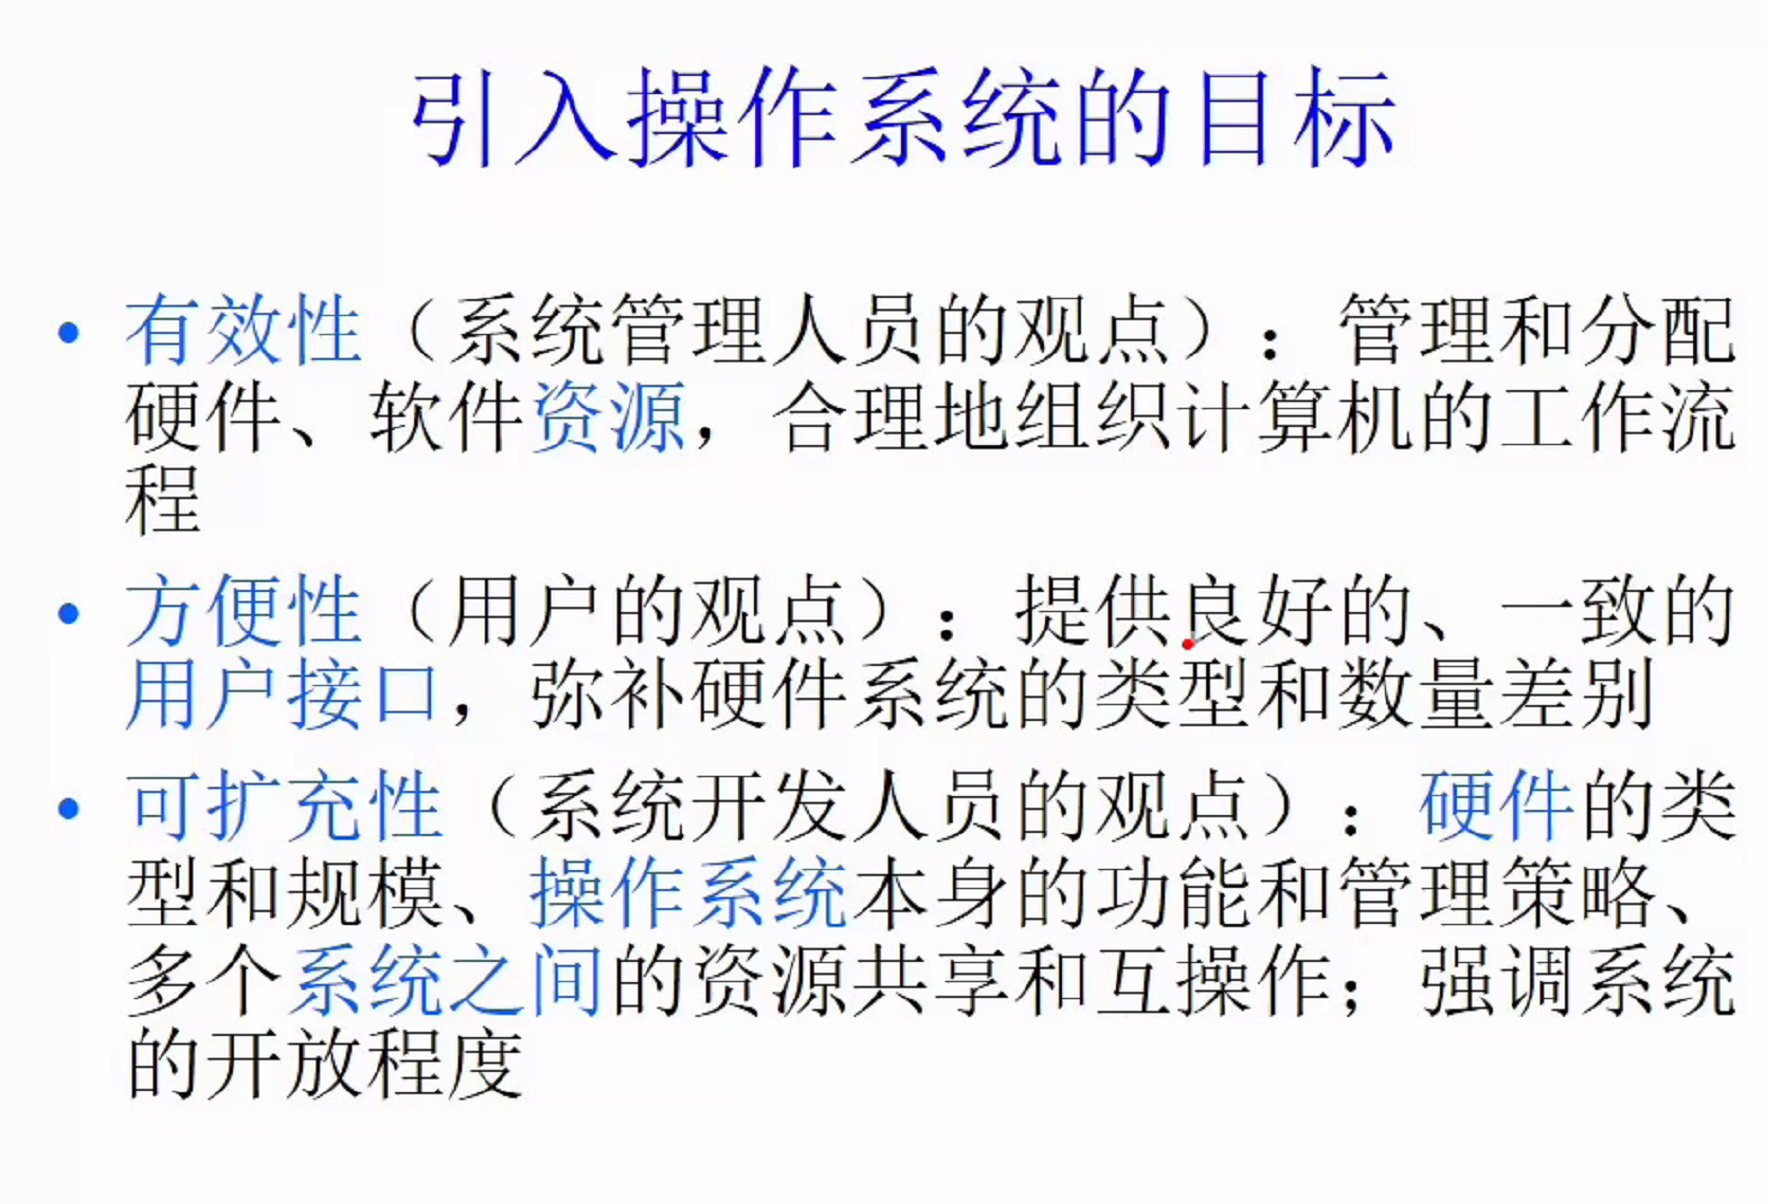 引入操作系统的目标
• 有效性（系统管理人员的观点）：管理和分配
硬件、软件资源，合理地组织计算机的工作流
程
• 方便性（用户的观点）：提供良好的、一致的
用户接口，弥补硬件系统的类型和数量差别
• 可扩充性（系统开发人员的观点）：硬件的类
型和规模、操作系统本身的功能和管理策略、
多个系统之间的资源共享和互操作；强调系统
的开放程度